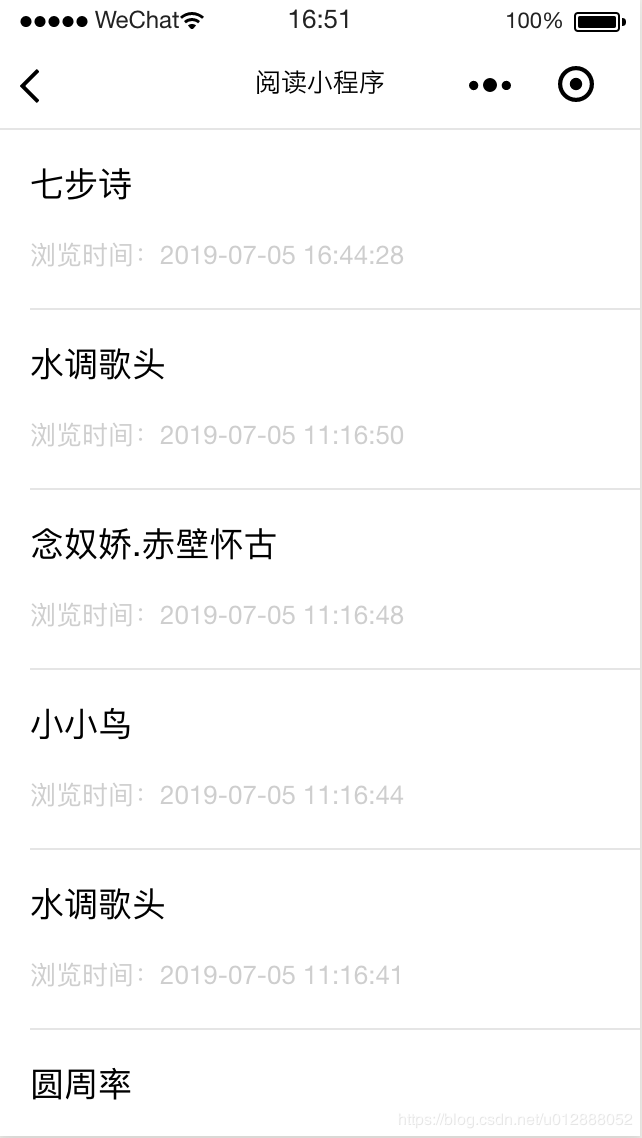 WeChat 16:51 100%
阅读小程序
七步诗
浏览时间：2019-07-05 16:44:28
水调歌头
浏览时间：2019-07-05 11:16:50
念奴娇.赤壁怀古
浏览时间：2019-07-05 11:16:48
小小鸟
浏览时间：2019-07-05 11:16:44
水调歌头
浏览时间：2019-07-05 11:16:41
圆周率
https://blog.csdn.net/u012888052